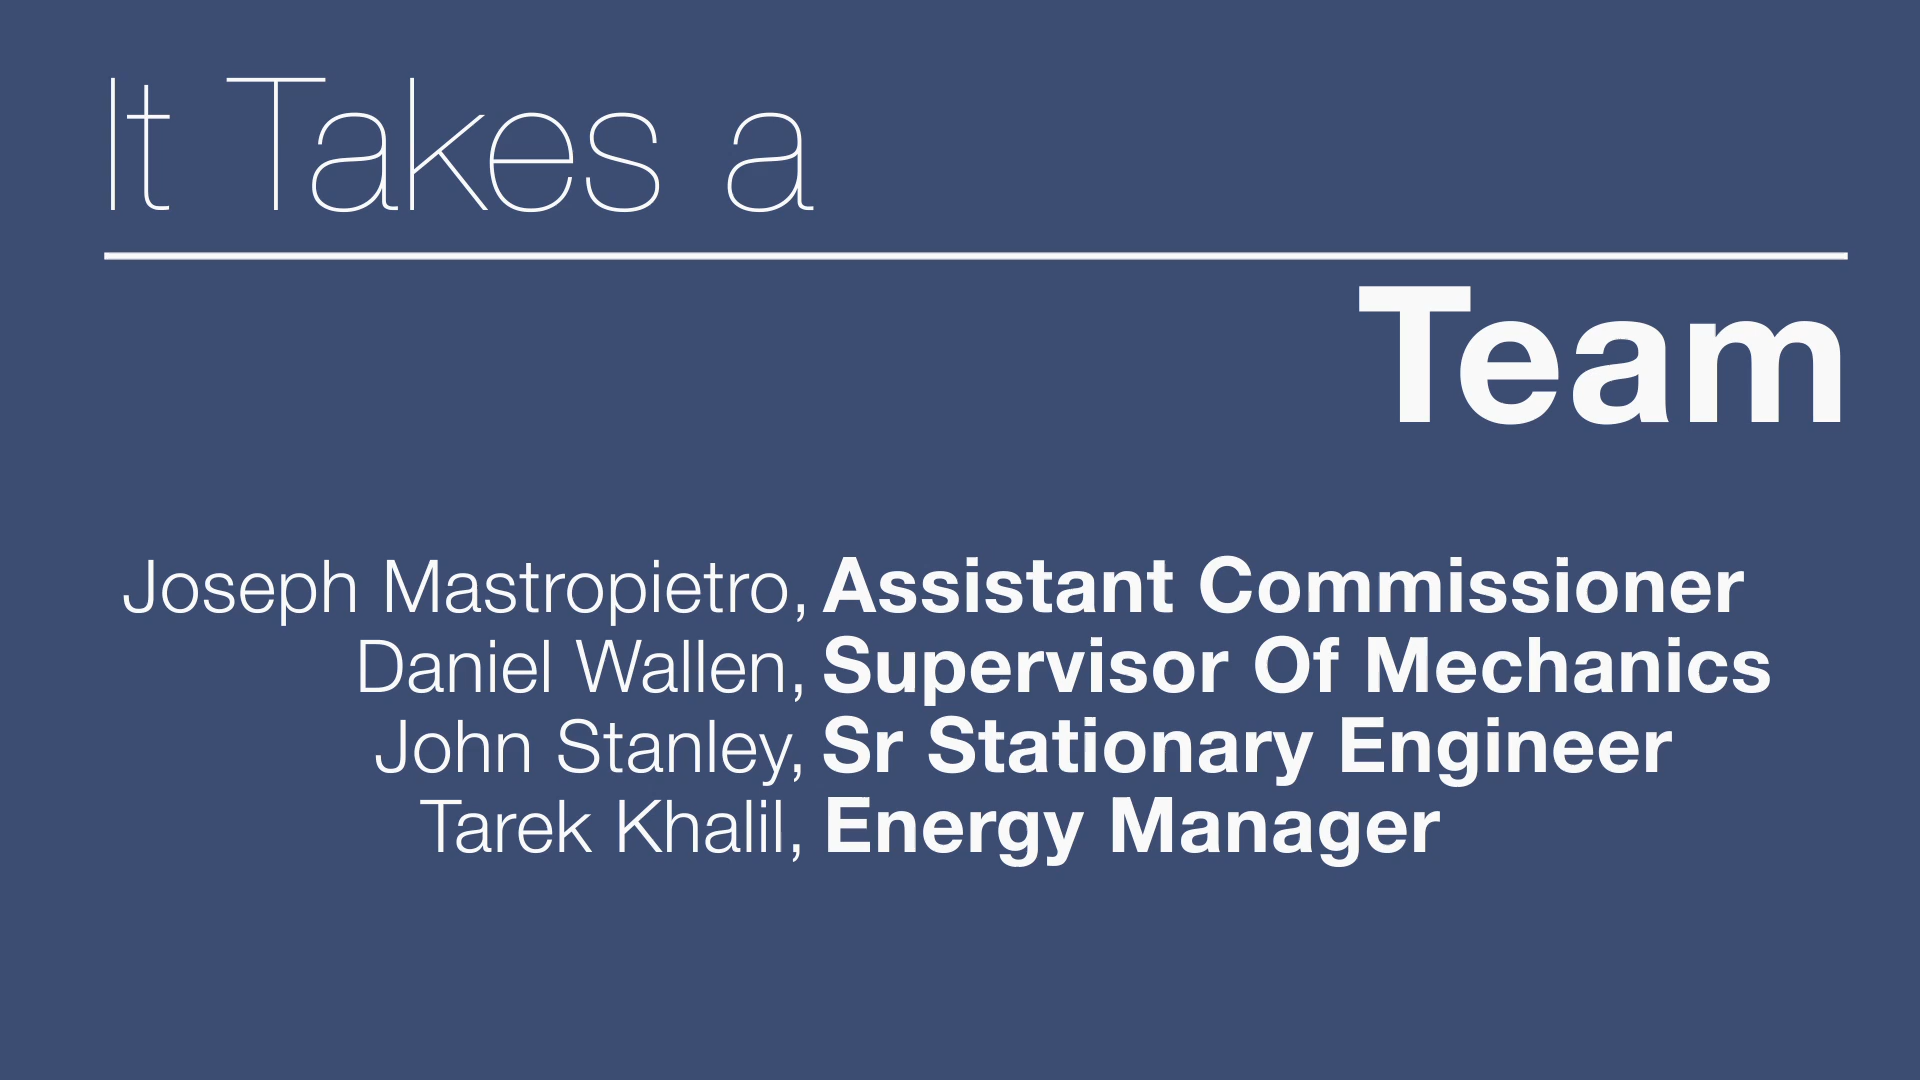 It Takes a
Team
Joseph Mastropietro, Assistant Commissioner
Daniel Wallen, Supervisor Of Mechanics
John Stanley, Sr Stationary Engineer
Tarek Khalil, Energy Manager